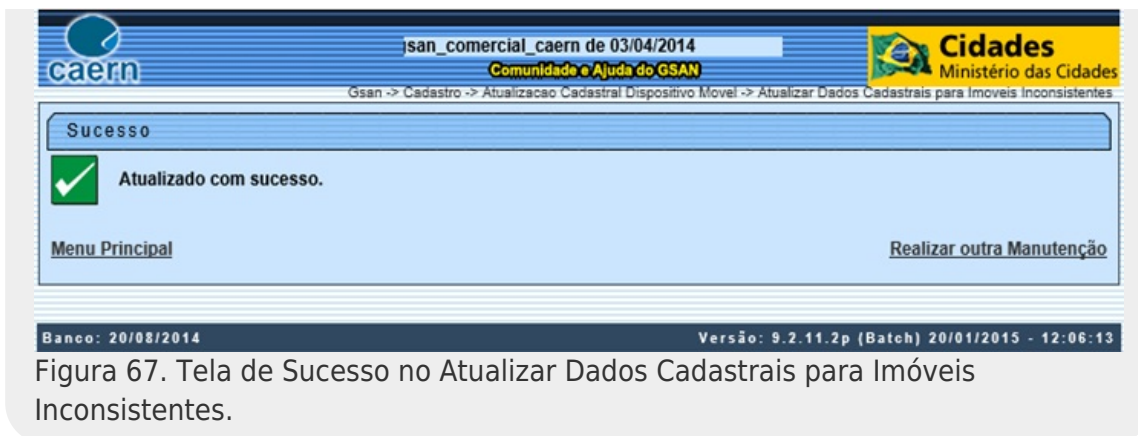 caern
gsan_comercial_caern de 03/04/2014
Comunidade e Ajuda do GSAN
Cidades
Ministério das Cidades
Gsan -> Cadastro -> Atualizacao Cadastral Dispositivo Movel -> Atualizar Dados Cadastrais para Imoveis Inconsistentes
Sucesso
Atualizado com sucesso.
Menu Principal
Realizar outra Manutenção
Banco: 20/08/2014
Versão: 9.2.11.2p (Batch) 20/01/2015 - 12:06:13
Figura 67. Tela de Sucesso no Atualizar Dados Cadastrais para Imóveis
Inconsistentes.